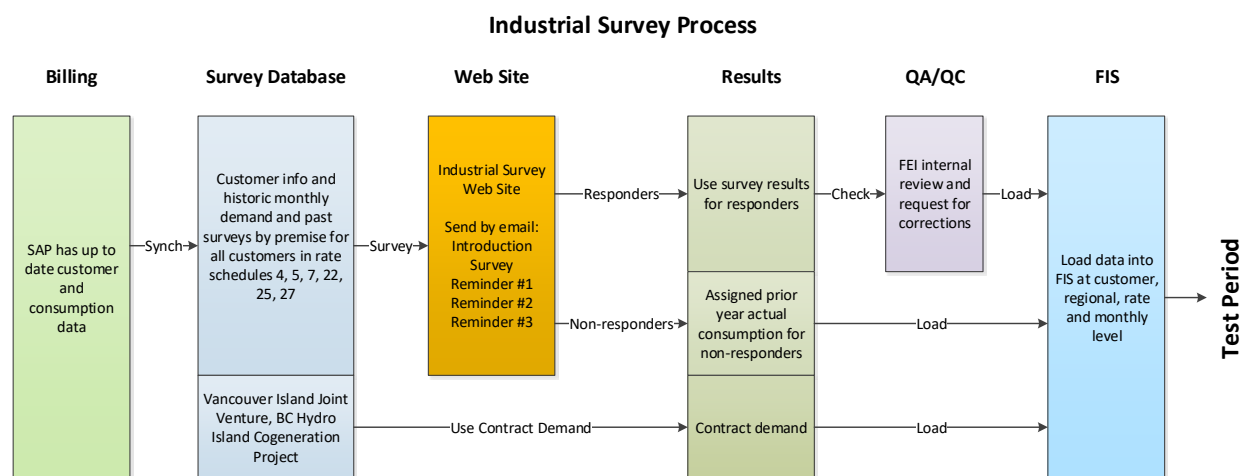 Industrial Survey Process
Billing
Survey Database
Web Site
Results
QA/QC
FIS
SAP has up to
date customer
and
consumption
data
Synch
Customer info and
historic monthly
demand and past
surveys by premise for
all customers in rate
schedules 4, 5, 7, 22,
25, 27
Vancouver Island Joint
Venture, BC Hydro
Island Cogeneration
Project
Survey
Industrial Survey
Web Site
Send by email:
Introduction
Survey
Reminder #1
Reminder #2
Reminder #3
Responders
Non-responders
Use Contract Demand
Use survey results
for responders
Assigned prior
year actual
consumption for
non-responders
Contract demand
Check
FEI internal
review and
request for
corrections
Load
Load
Load
Load data into
FIS at customer,
regional, rate
and monthly
level
Test Period